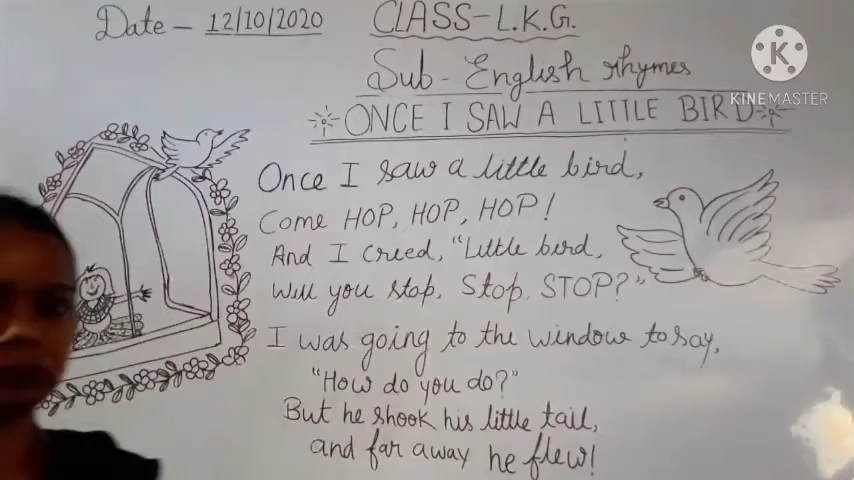 Date - 12/10/2020
CLASS-L.K.G.
Sub - English rhymes
K
KINEMASTER
ONCE I SAW A LITTLE BIRD
Once I saw a little bird,
Come HOP, HOP, HOP!
And I cried, "Little bird,
Will you stop, Stop, STOP?"
I was going to the window to say,
"How do you do?"
But he shook his little tail,
and far away he flew!